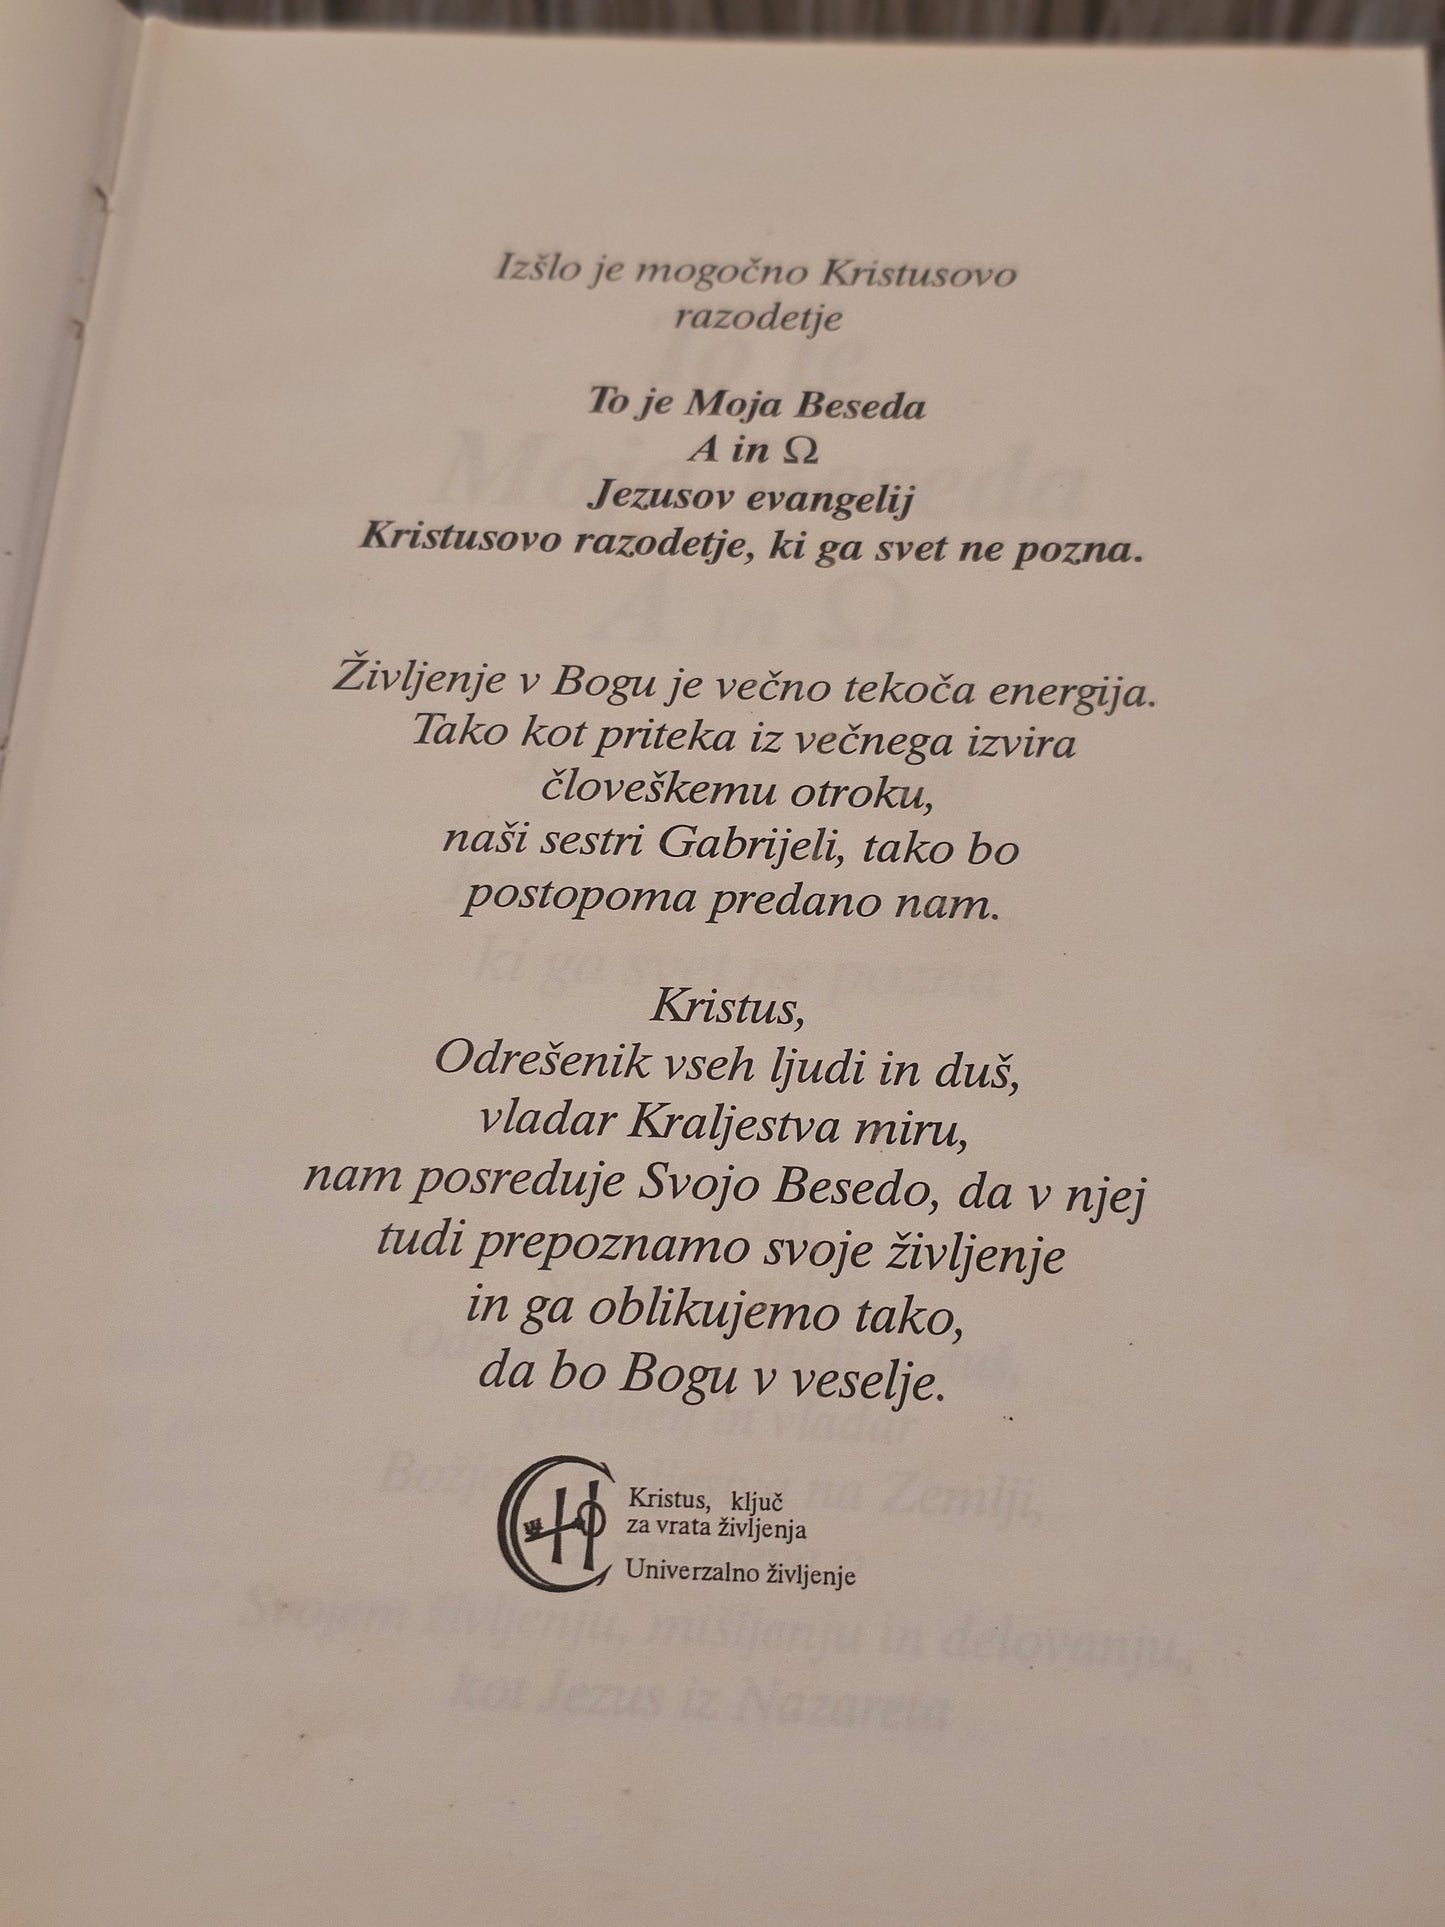 Izšlo je mogočno Kristusovo
razodetje
To je Moja Beseda
A in Ω
Jezusov evangelij
Kristusovo razodetje, ki ga svet ne pozna.
Življenje v Bogu je večno tekoča energija.
Tako kot priteka iz večnega izvira
človeškemu otroku,
naši sestri Gabrijeli, tako bo
postopoma predano nam.
Kristus,
Odrešenik vseh ljudi in duš,
vladar Kraljestva miru,
nam posreduje Svojo Besedo, da v njej
tudi prepoznamo svoje življenje
in ga oblikujemo tako,
da bo Bogu v veselje.
Kristus, ključ
za vrata življenja
Univerzalno življenje